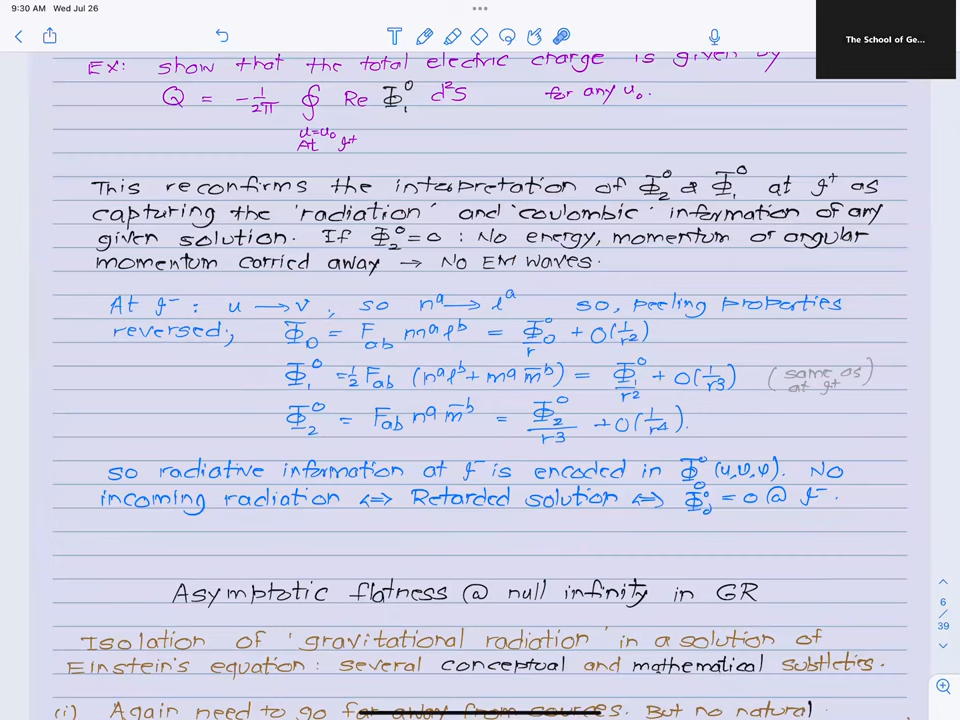 9:30 AM Wed Jul 26
The School of Ge...
Ex: show that the total electric charge is given by
Q = -1/2π ∮ Re Φ₁⁰ d²S for any u₀.
u=u₀
At 𝓘⁺
This reconfirms the interpretation of Φ₂⁰ & Φ₁⁰ at 𝓘⁺ as
capturing the 'radiation' and 'coulombic' information of any
given solution. If Φ₂⁰=0 : No energy, momentum or angular
momentum carried away → No EM waves.
At 𝓘⁻ : u → v, so nᵃ → lᵃ so, peeling properties
reversed; Φ₀ = F_ab mᵃlᵇ = Φ₀⁰/r + O(1/r²)
Φ₁⁰ = ½ F_ab (nᵃlᵇ + mᵃ m̄ᵇ) = Φ₁⁰/r² + O(1/r³) (same as
at 𝓘⁺)
Φ₂⁰ = F_ab nᵃ m̄ᵇ = Φ₂⁰/r³ + O(1/r⁴).
so radiative information at 𝓘⁻ is encoded in Φ⁰₀(u,ϑ,φ). No
incoming radiation ⇔ Retarded solution ⇔ Φ₀⁰ = 0 @ 𝓘⁻.
Asymptotic flatness @ null infinity in GR
Isolation of 'gravitational radiation' in a solution of
Einstein's equation: several conceptual and mathematical subtleties.
(i) Again need to go far away from sources. But no natural
6
/
39